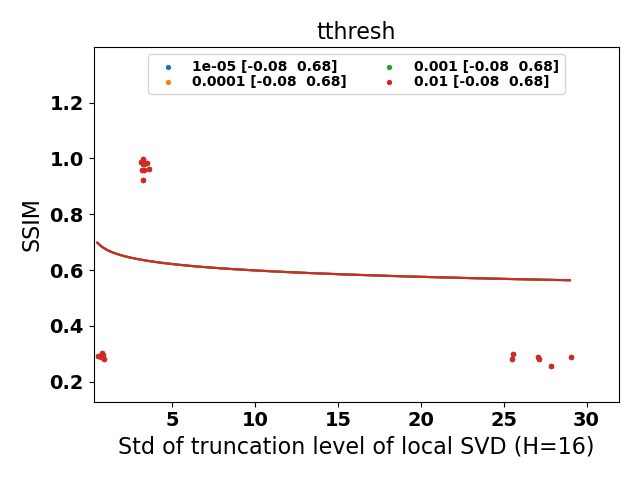 tthresh
1e-05 [-0.08  0.68]
0.0001 [-0.08  0.68]
0.001 [-0.08  0.68]
0.01 [-0.08  0.68]
SSIM
1.2
1.0
0.8
0.6
0.4
0.2
5 10 15 20 25 30
Std of truncation level of local SVD (H=16)